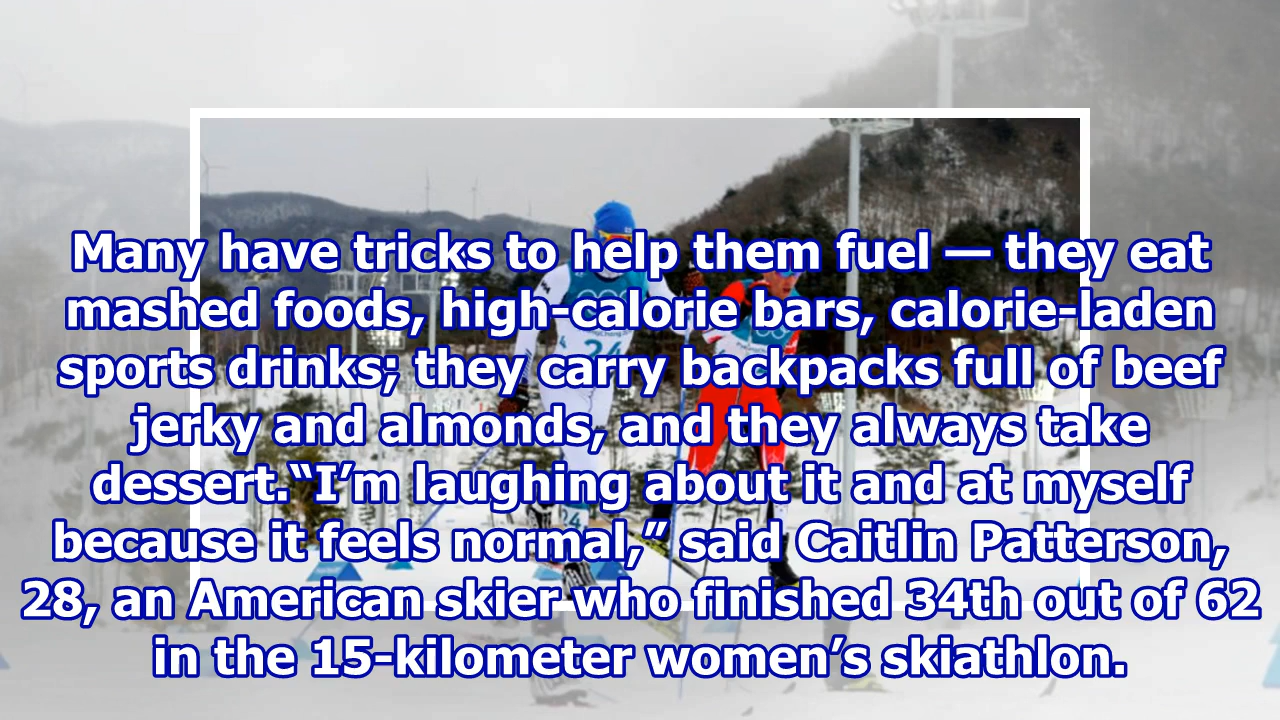 Many have tricks to help them fuel — they eat
mashed foods, high-calorie bars, calorie-laden
sports drinks; they carry backpacks full of beef
jerky and almonds, and they always take
dessert.“I’m laughing about it and at myself
because it feels normal,” said Caitlin Patterson,
28, an American skier who finished 34th out of 62
in the 15-kilometer women’s skiathlon.
24
24